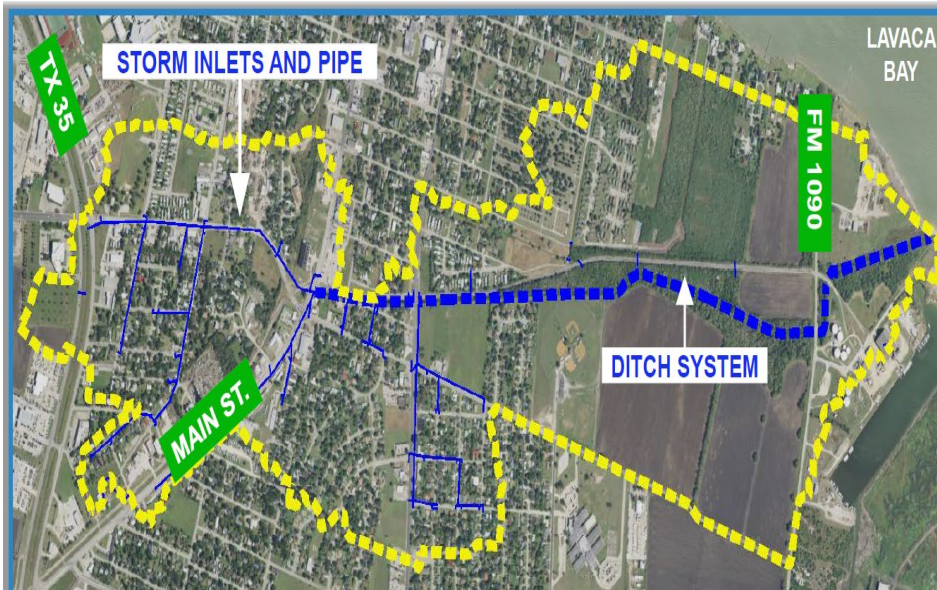 LAVACA
BAY
TX 35
STORM INLETS AND PIPE
FM 1090
DITCH SYSTEM
MAIN ST.